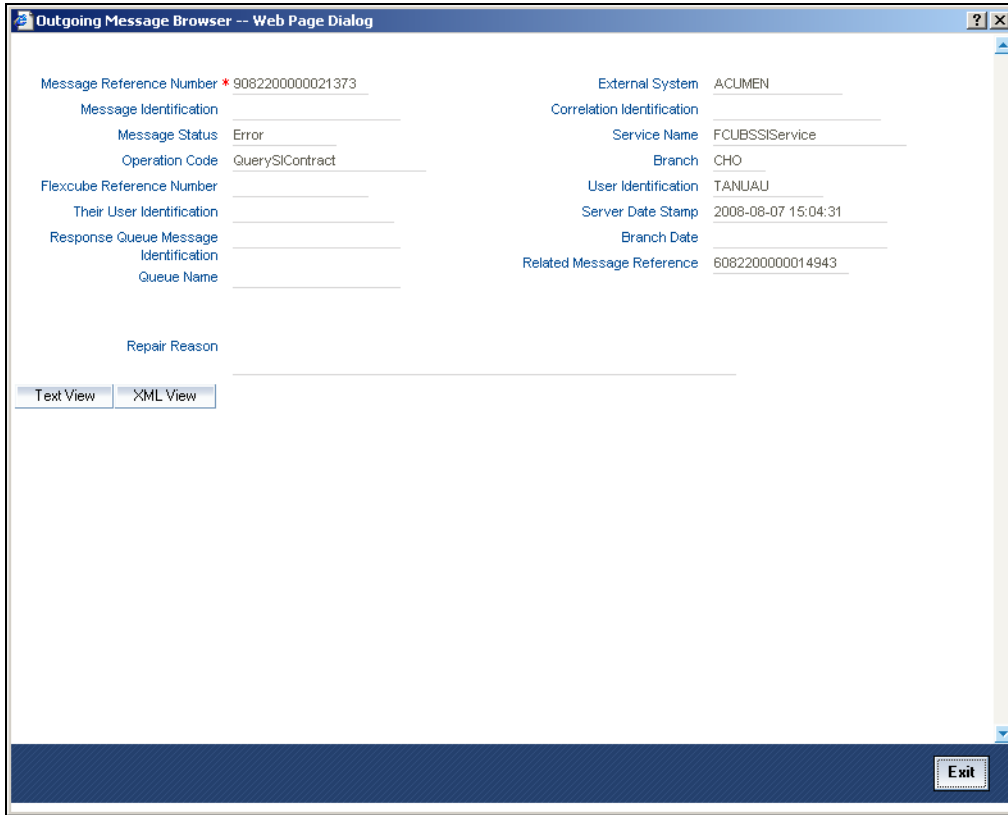 Outgoing Message Browser -- Web Page Dialog
Message Reference Number * 9082200000021373
External System ACUMEN
Message Identification
Correlation Identification
Message Status Error
Service Name FCUBSSIService
Operation Code QuerySIContract
Branch CHO
Flexcube Reference Number
User Identification TANUAU
Their User Identification
Server Date Stamp 2008-08-07 15:04:31
Response Queue Message
Identification
Branch Date
Related Message Reference 6082200000014943
Queue Name
Repair Reason
Text View XML View
Exit